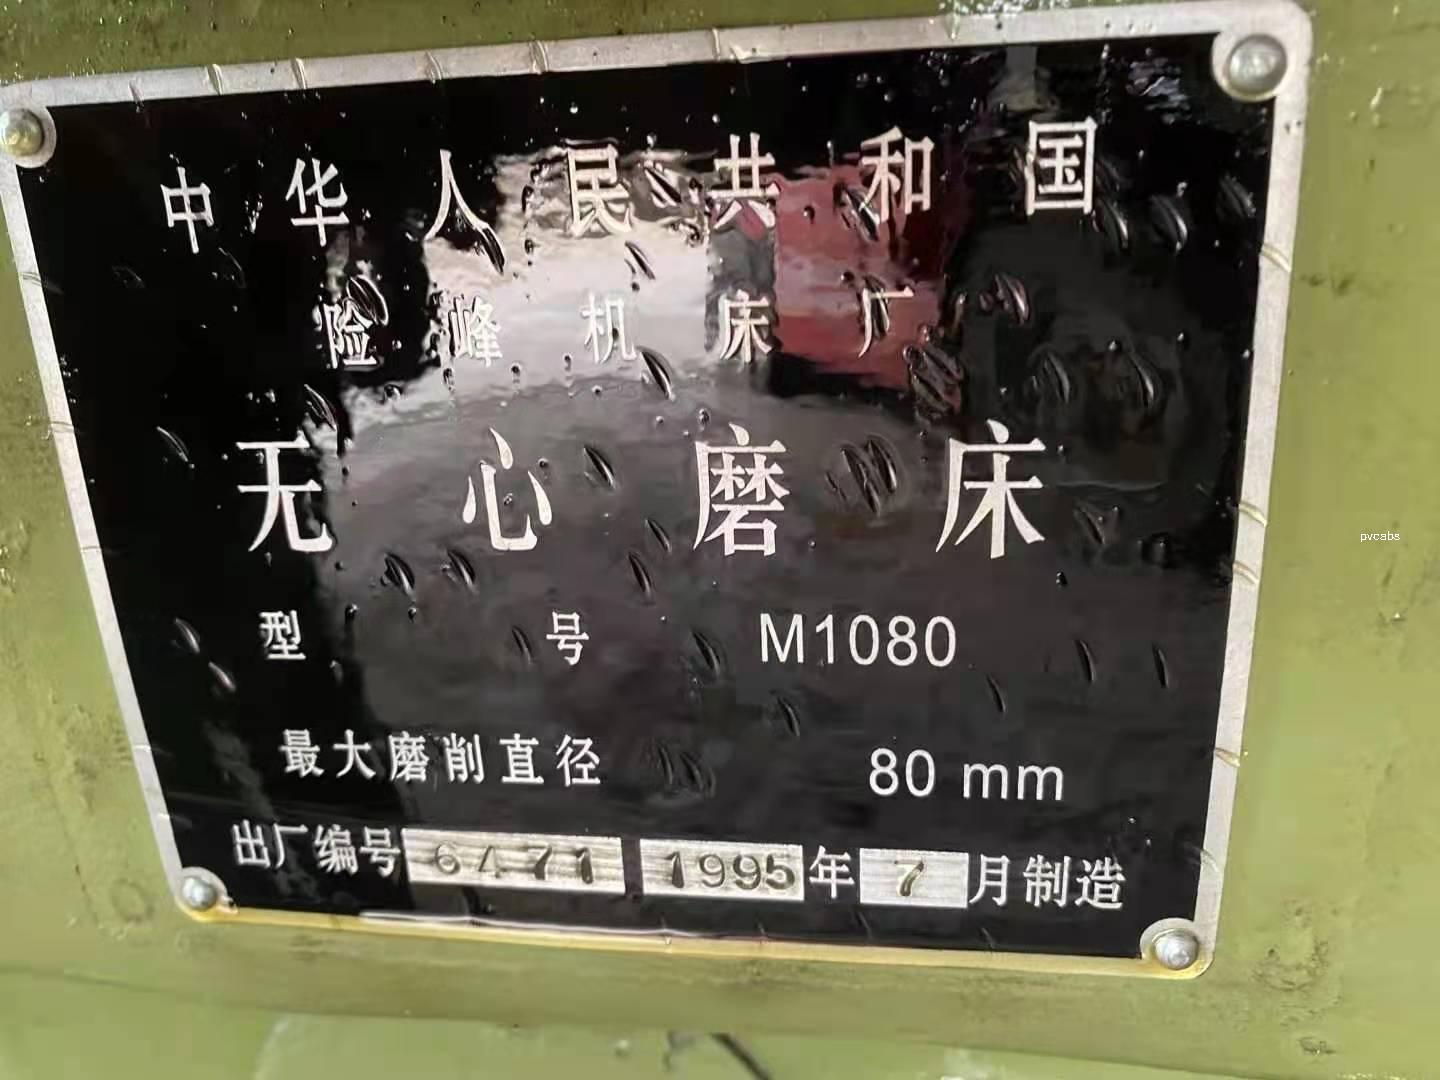 中华人民共和国
险峰机床厂
无心磨床
型号 M1080
最大磨削直径 80 mm
出厂编号 6471 1995年7月制造
pvcabs